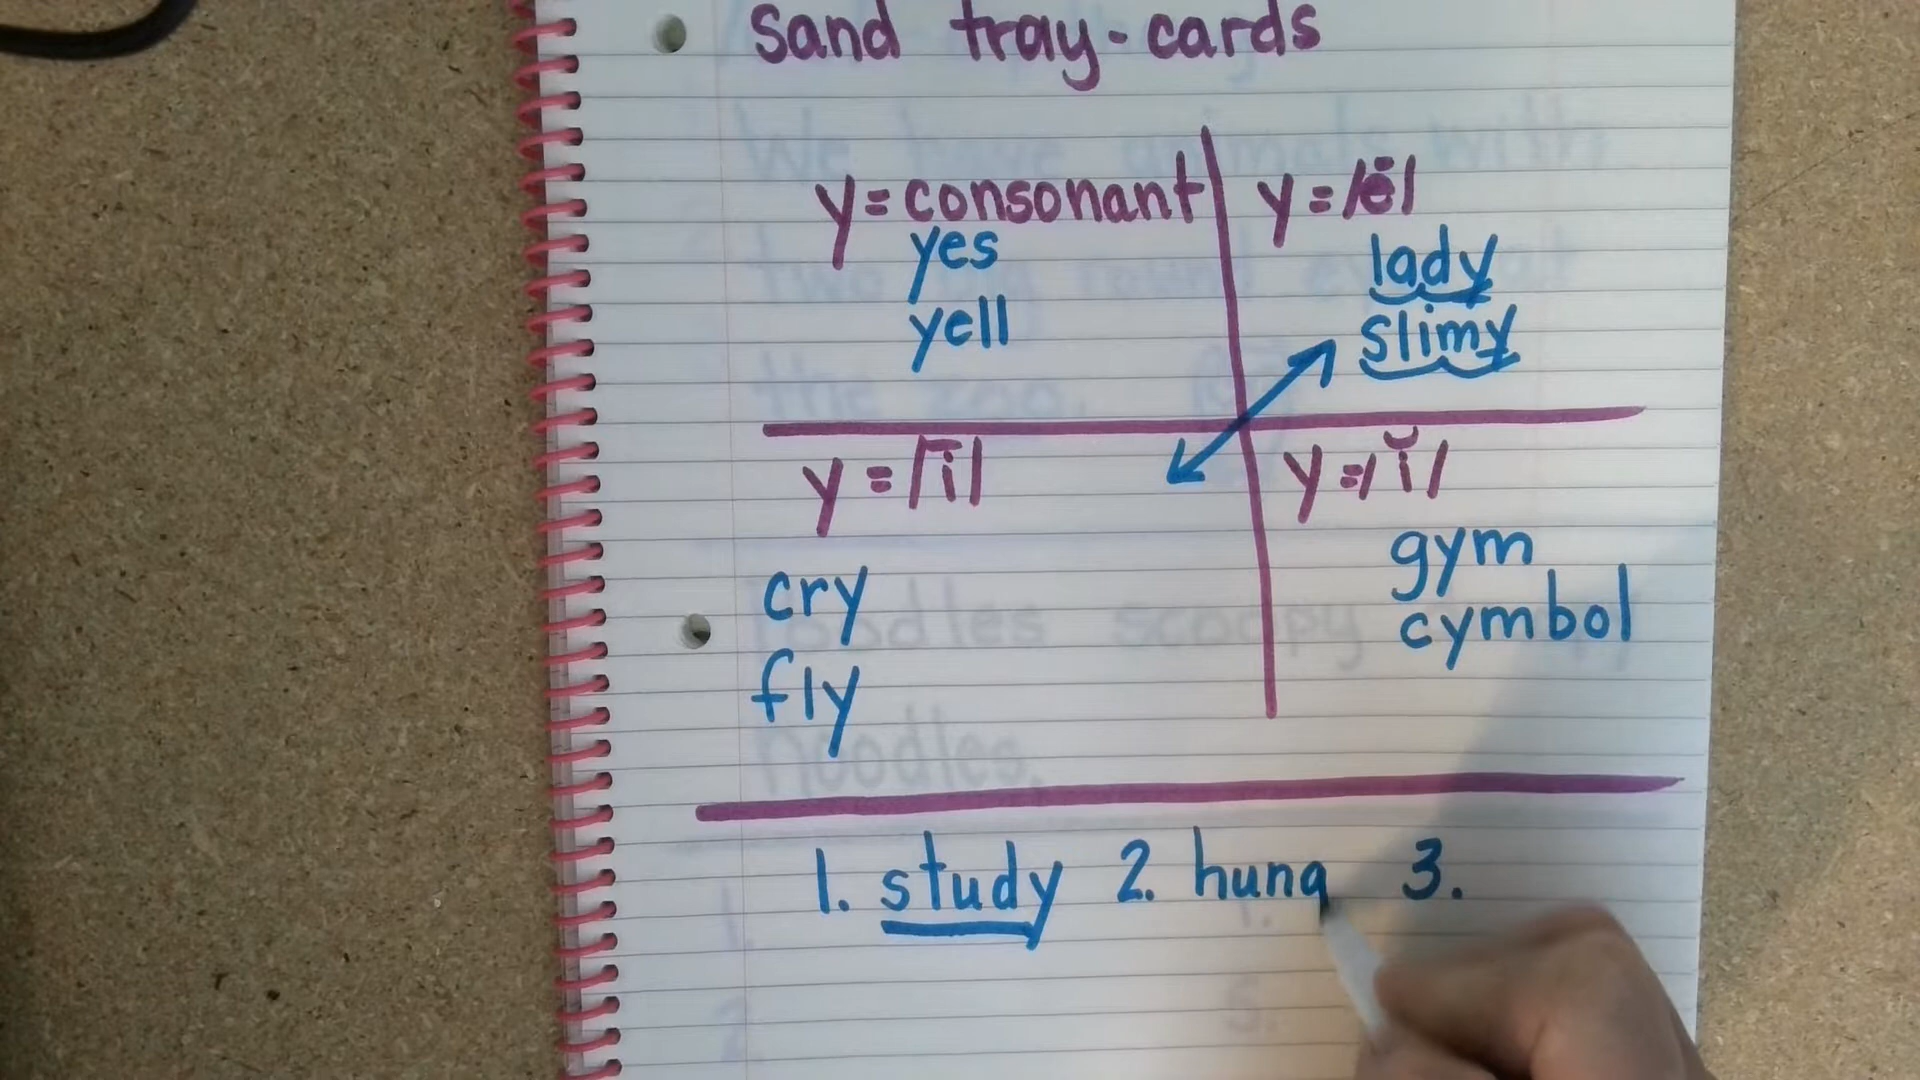 sand tray-cards
y=consonant
yes
yell
y=/ē/
lady
slimy
y=/ī/
cry
fly
y=/ĭ/
gym
cymbol
1. study 2. hung 3.